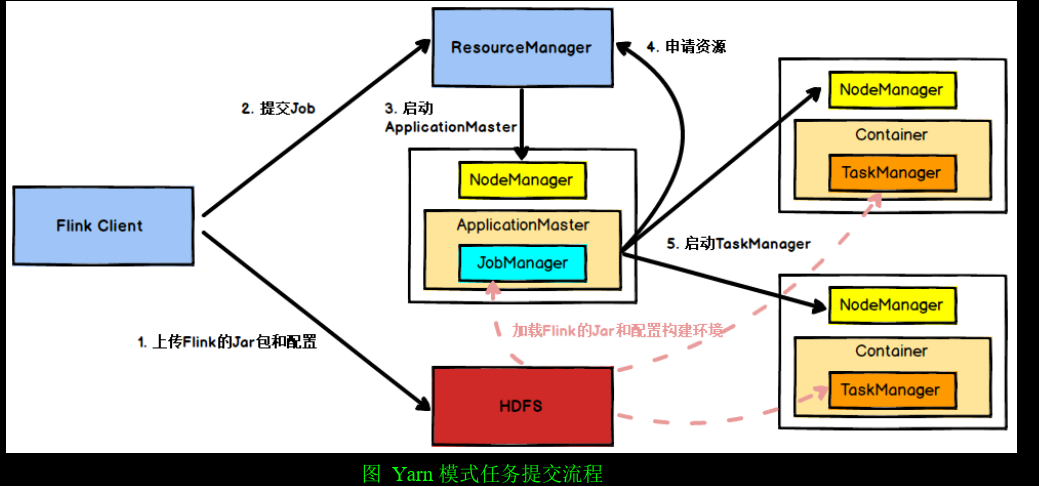 ResourceManager
4. 申请资源
2. 提交Job
3. 启动
ApplicationMaster
NodeManager
Container
TaskManager
NodeManager
ApplicationMaster
JobManager
Flink Client
5. 启动TaskManager
1. 上传Flink的Jar包和配置
加载Flink的Jar和配置构建环境
NodeManager
Container
TaskManager
HDFS
图 Yarn 模式任务提交流程